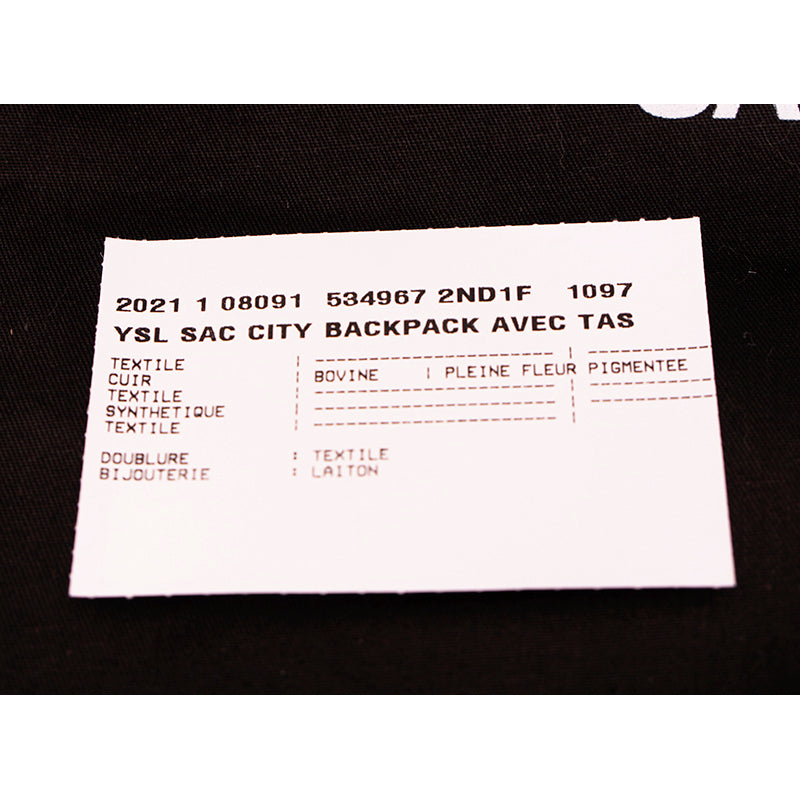 2021 1 08091 534967 2ND1F 1097
YSL SAC CITY BACKPACK AVEC TAS
TEXTILE
CUIR | BOVINE | PLEINE FLEUR PIGMENTEE
TEXTILE
SYNTHETIQUE
TEXTILE
DOUBLURE : TEXTILE
BIJOUTERIE : LAITON